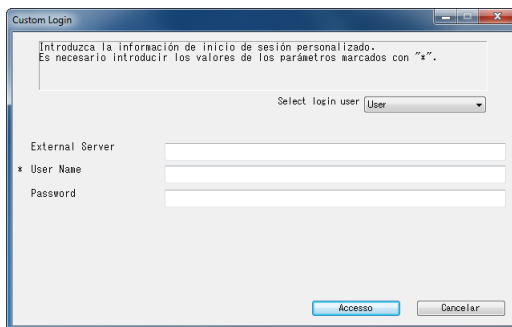 Custom Login
Introduzca la información de inicio de sesión personalizado.
Es necesario introducir los valores de los parámetros marcados con "*".
Select login user User
External Server
* User Name
Password
Accesso Cancelar